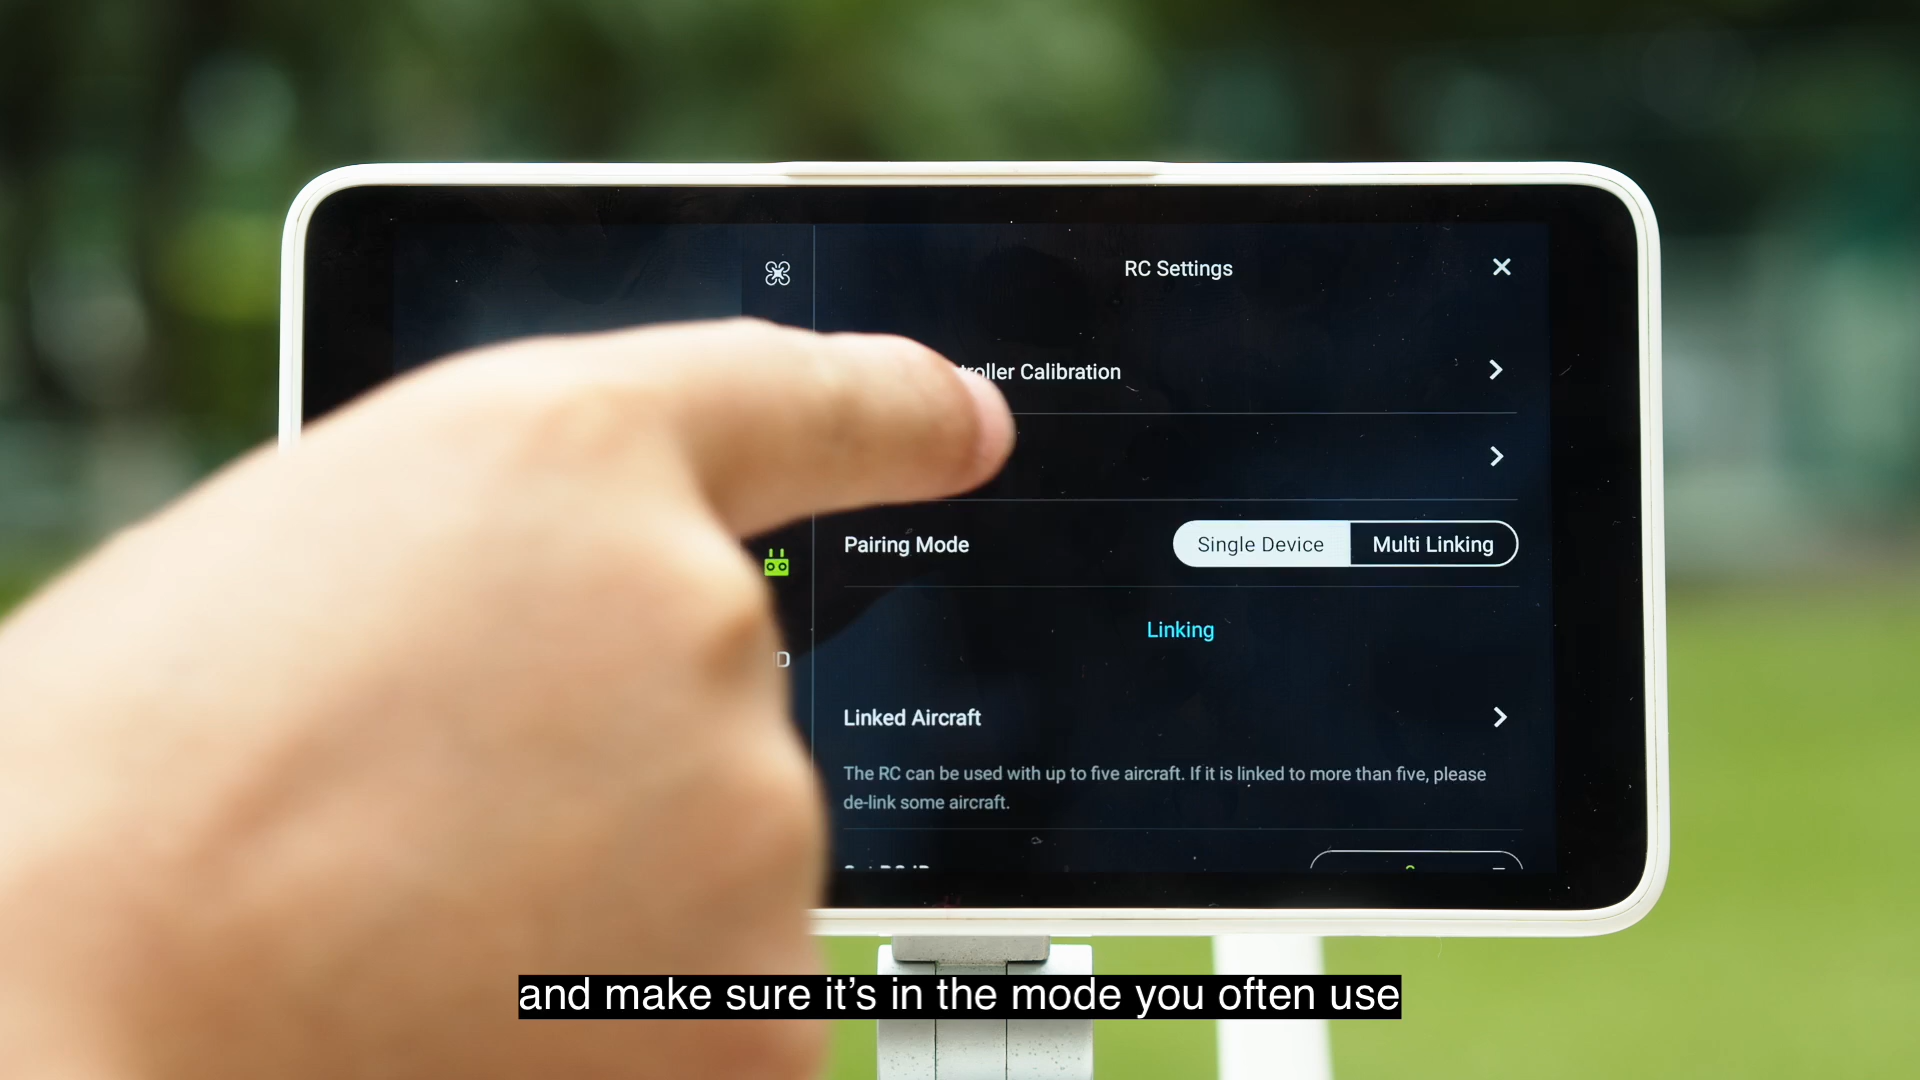 RC Settings
troller Calibration
Pairing Mode
Single Device
Multi Linking
Linking
Linked Aircraft
The RC can be used with up to five aircraft. If it is linked to more than five, please
de-link some aircraft.
and make sure it's in the mode you often use